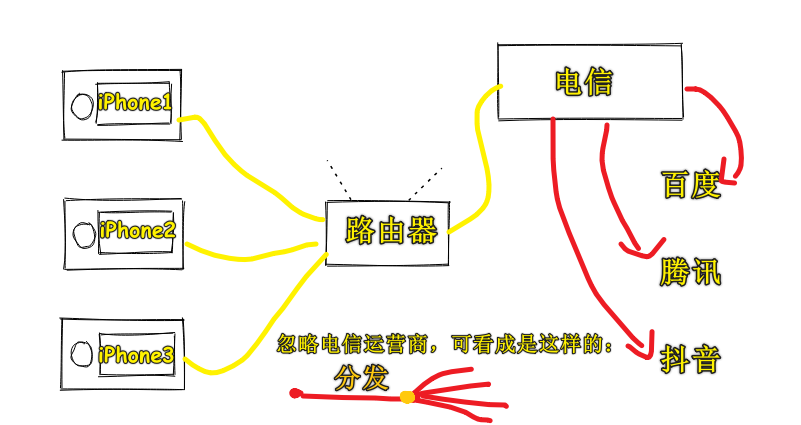 电信
iPhone1
百度
iPhone2
路由器
腾讯
忽略电信运营商，可看成是这样的：
iPhone3
抖音
分发